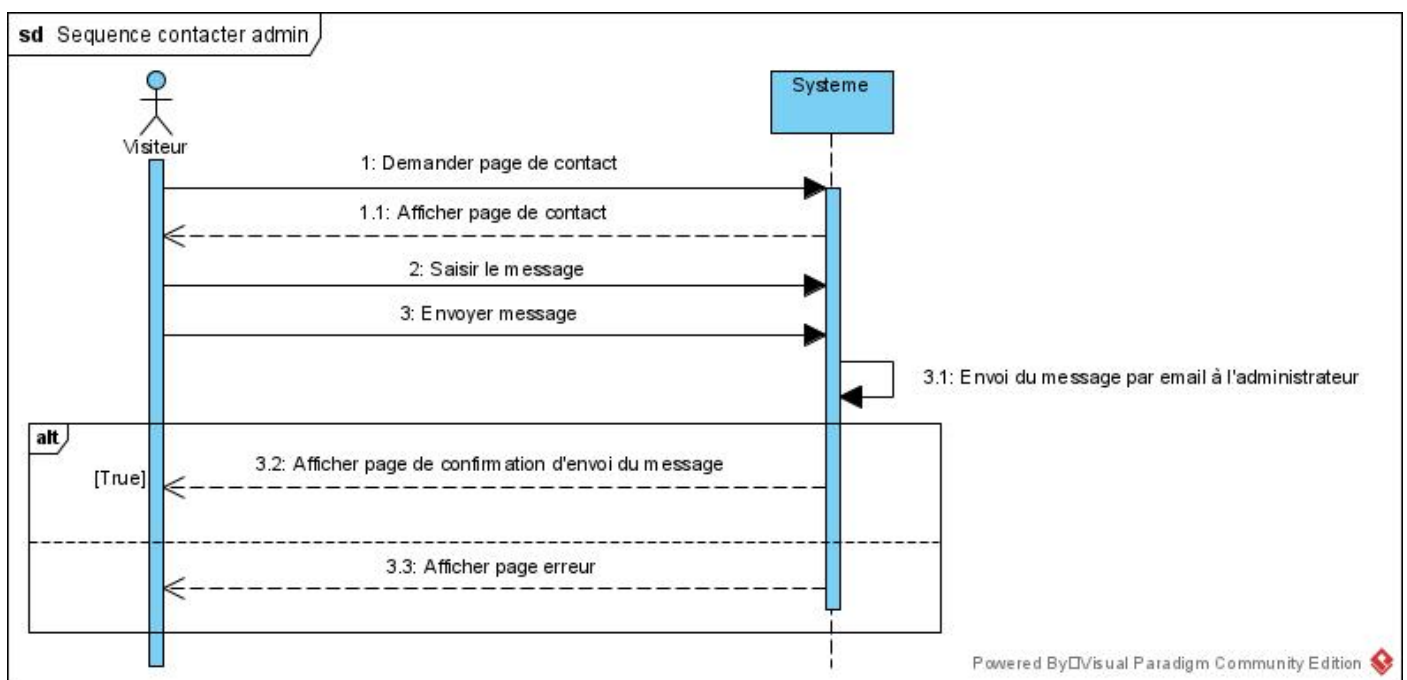 sd Sequence contacter admin
Systeme
Visiteur
1: Demander page de contact
1.1: Afficher page de contact
2: Saisir le message
3: Envoyer message
3.1: Envoi du message par email à l'administrateur
alt
3.2: Afficher page de confirmation d'envoi du message
[True]
3.3: Afficher page erreur
Powered By□Visual Paradigm Community Edition